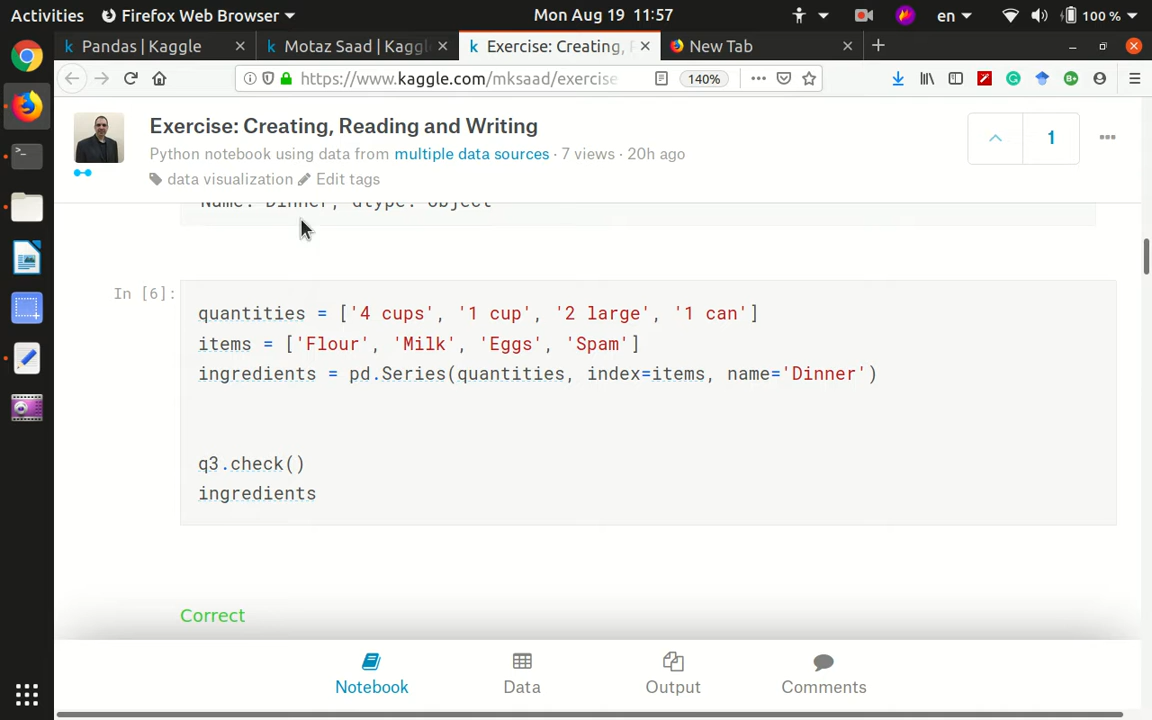 Activities Firefox Web Browser Mon Aug 19 11:57 en 100 %
Pandas | Kaggle Motaz Saad | Kaggl Exercise: Creating, New Tab
https://www.kaggle.com/mksaad/exercise 140%
Exercise: Creating, Reading and Writing
Python notebook using data from multiple data sources · 7 views · 20h ago
data visualization Edit tags
1
Name: Dinner, dtype: object
In [6]:
quantities = ['4 cups', '1 cup', '2 large', '1 can']
items = ['Flour', 'Milk', 'Eggs', 'Spam']
ingredients = pd.Series(quantities, index=items, name='Dinner')
q3.check()
ingredients
Correct
Notebook Data Output Comments